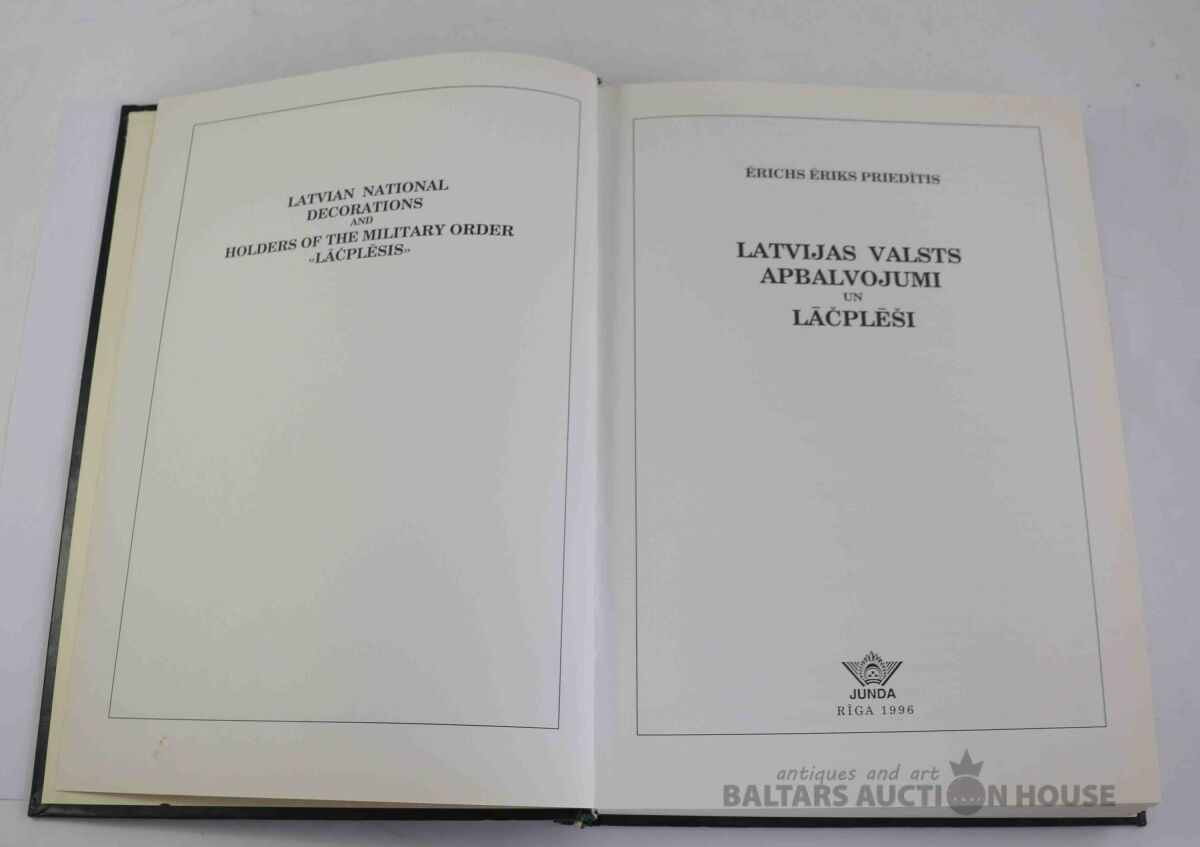 LATVIAN NATIONAL
DECORATIONS
AND
HOLDERS OF THE MILITARY ORDER
«LĀČPLĒSIS»
ĒRICHS ĒRIKS PRIEDĪTIS
LATVIJAS VALSTS
APBALVOJUMI
UN
LĀČPLĒŠI
JUNDA
RĪGA 1996
antiques and art
BALTARS AUCTION HOUSE